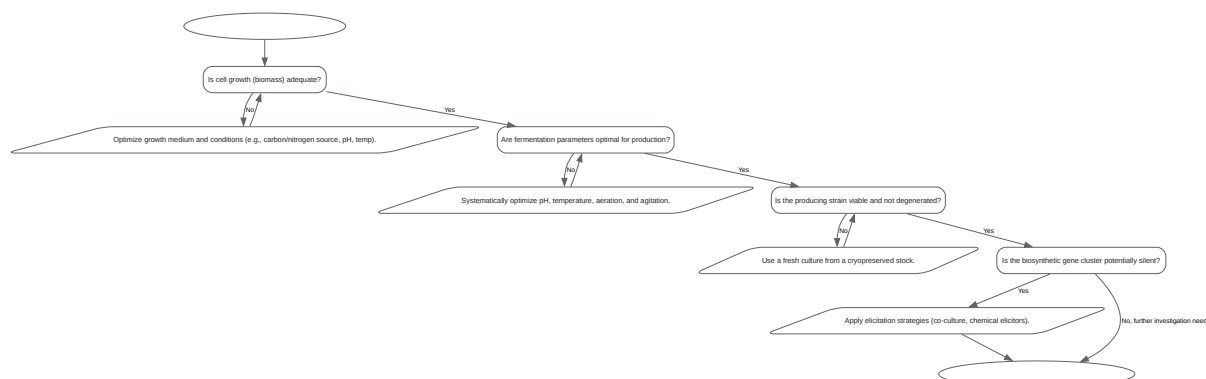 Is cell growth (biomass) adequate?
No
Yes
Optimize growth medium and conditions (e.g., carbon/nitrogen source, pH, temp).
Are fermentation parameters optimal for production?
No
Yes
Systematically optimize pH, temperature, aeration, and agitation.
Is the producing strain viable and not degenerated?
No
Yes
Use a fresh culture from a cryopreserved stock.
Is the biosynthetic gene cluster potentially silent?
Yes
Apply elicitation strategies (co-culture, chemical elicitors).
No, further investigation need